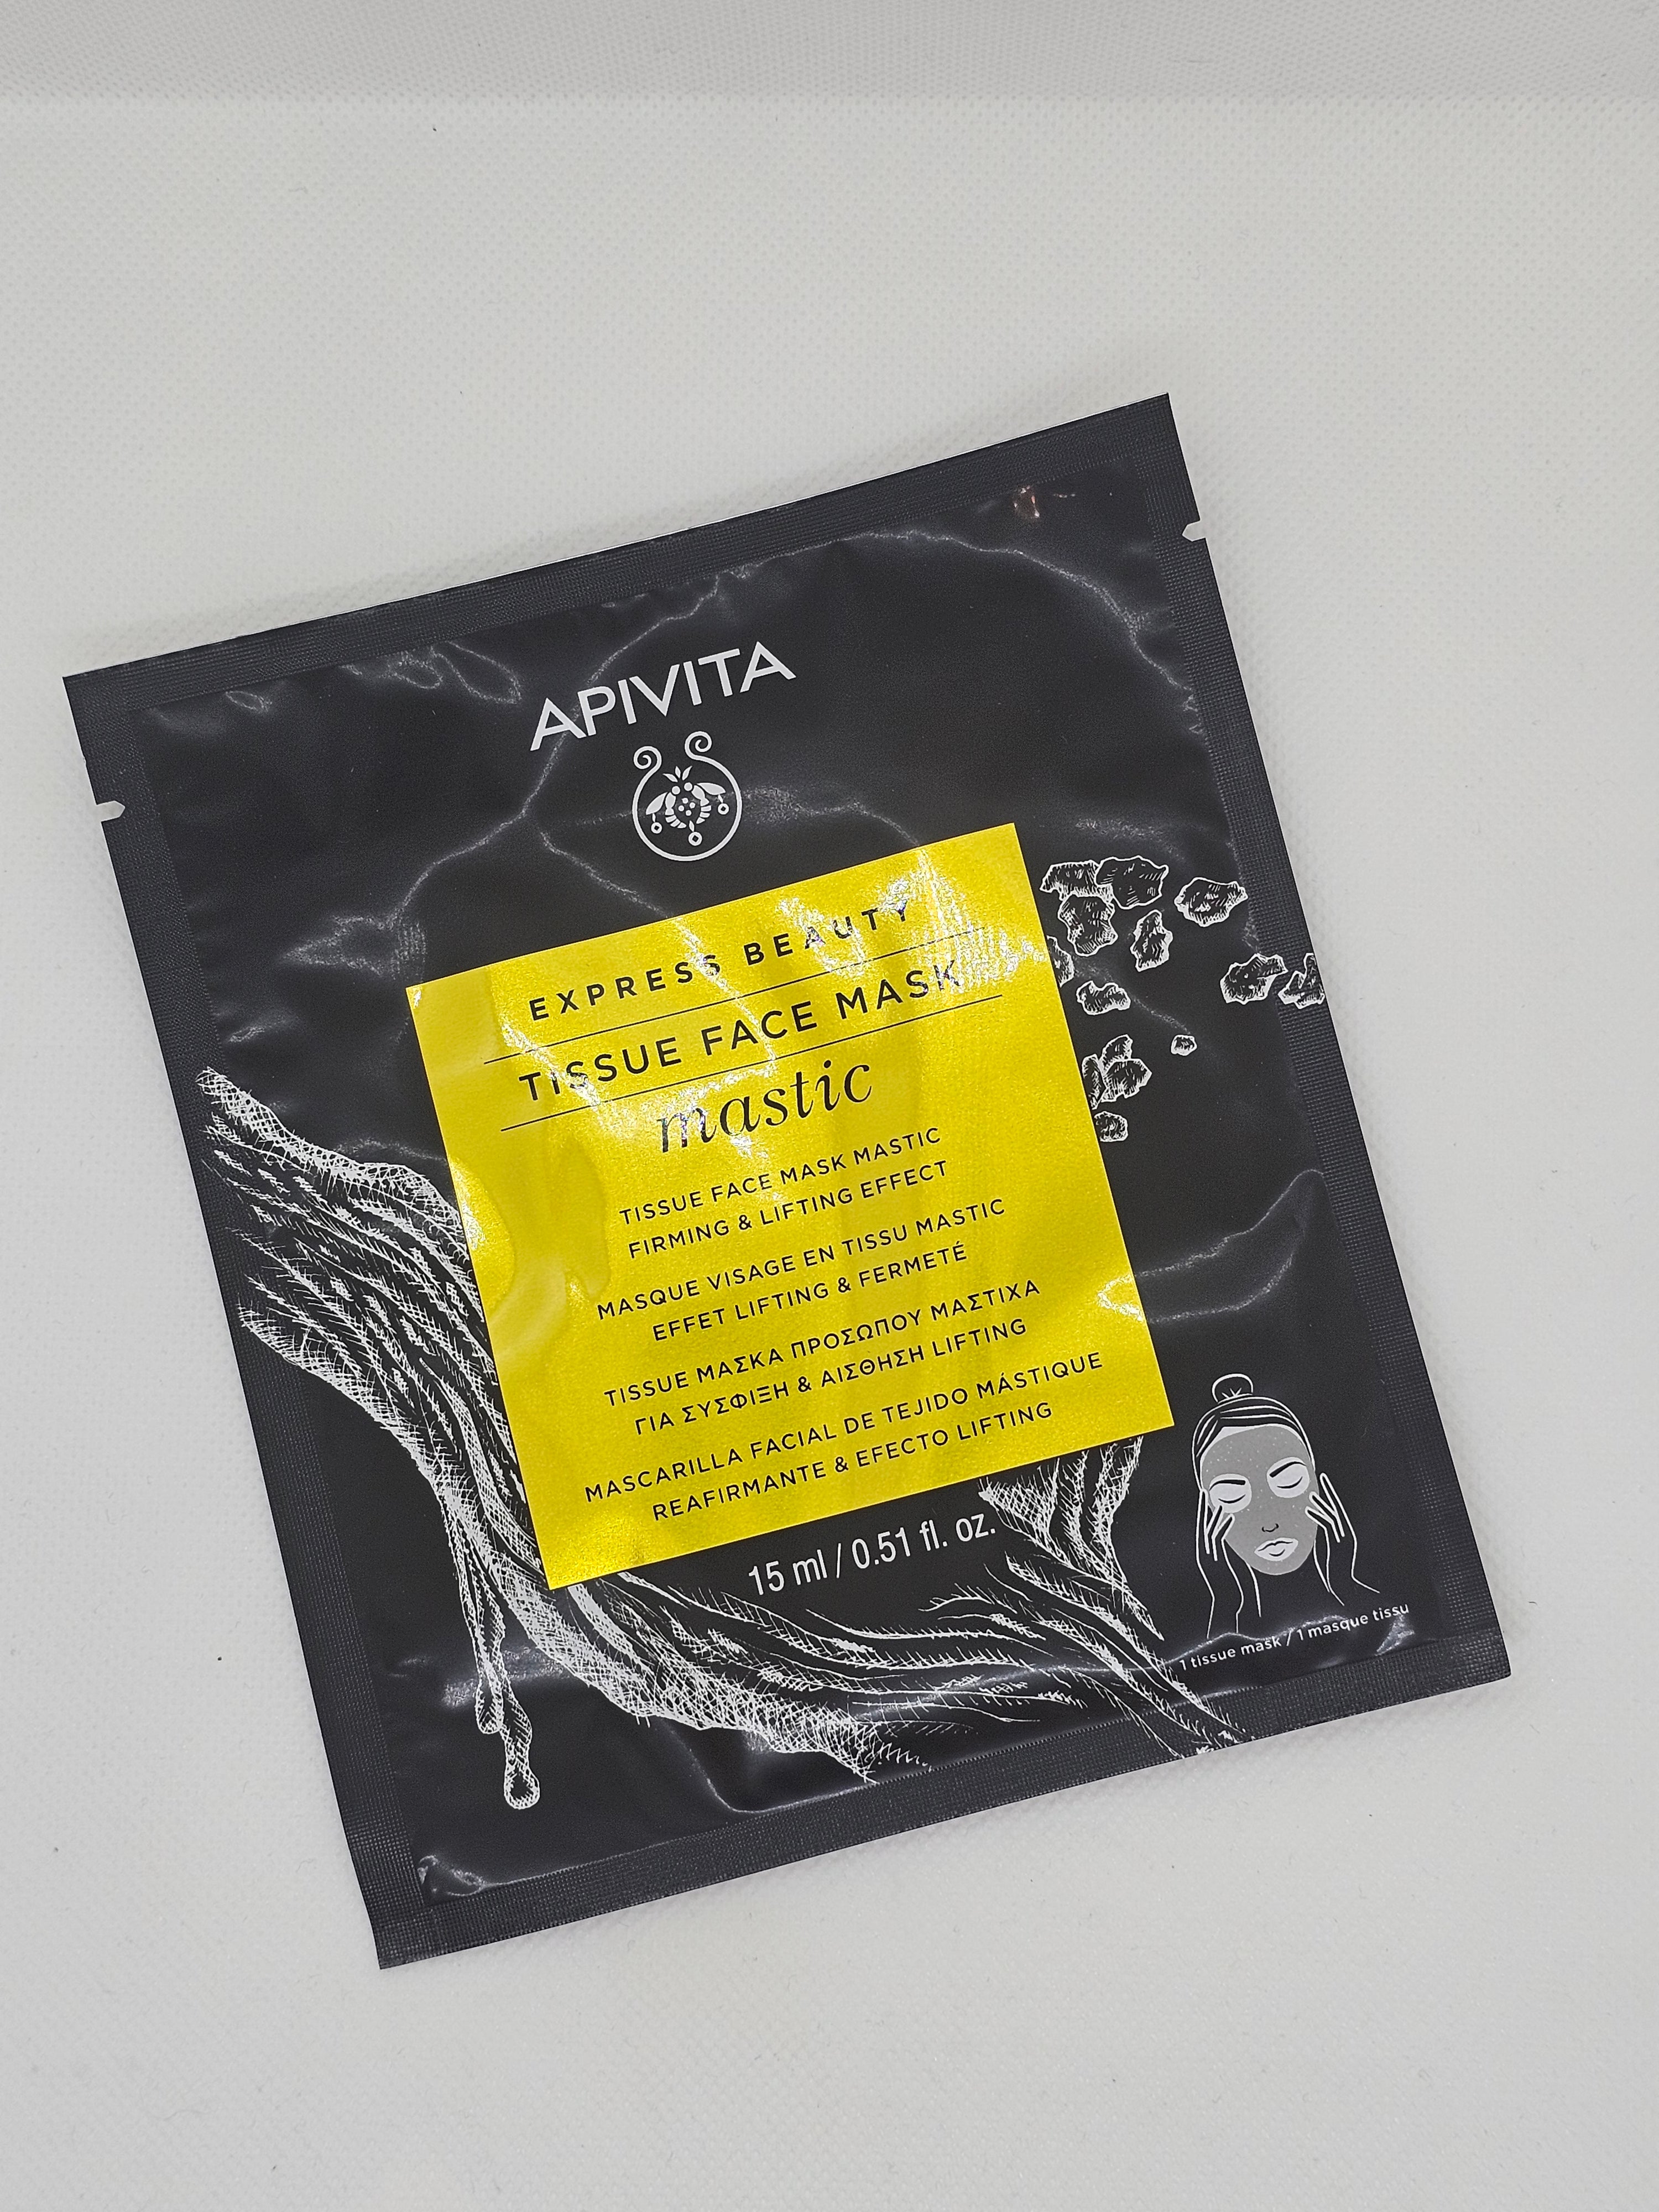 APIVITA
EXPRESS BEAUTY
TISSUE FACE MASK
mastic
TISSUE FACE MASK MASTIC
FIRMING & LIFTING EFFECT
MASQUE VISAGE EN TISSU MASTIC
EFFET LIFTING & FERMETÉ
TISSUE ΜΑΣΚΑ ΠΡΟΣΩΠΟΥ ΜΑΣΤΙΧΑ
ΓΙΑ ΣΥΣΦΙΞΗ & ΑΙΣΘΗΣΗ LIFTING
MASCARILLA FACIAL DE TEJIDO MÁSTIQUE
REAFIRMANTE & EFECTO LIFTING
15 ml / 0.51 fl. oz.
1 tissue mask / 1 masque tissu